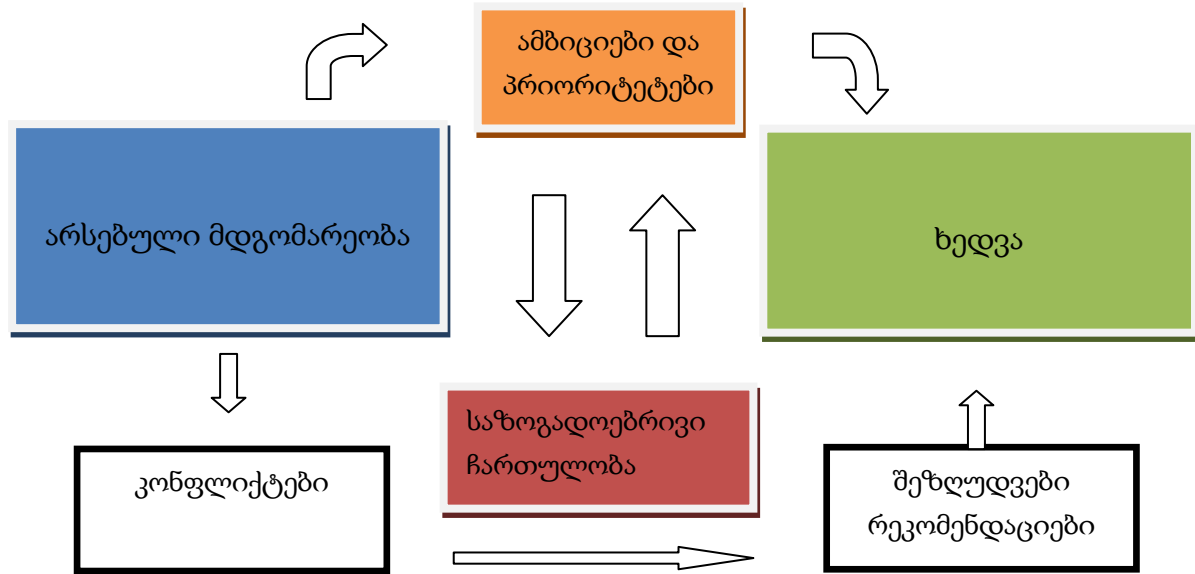 ამბიციები და
პრიორიტეტები
არსებული მდგომარეობა
ხედვა
საზოგადოებრივი
ჩართულობა
კონფლიქტები
შეზღუდვები
რეკომენდაციები